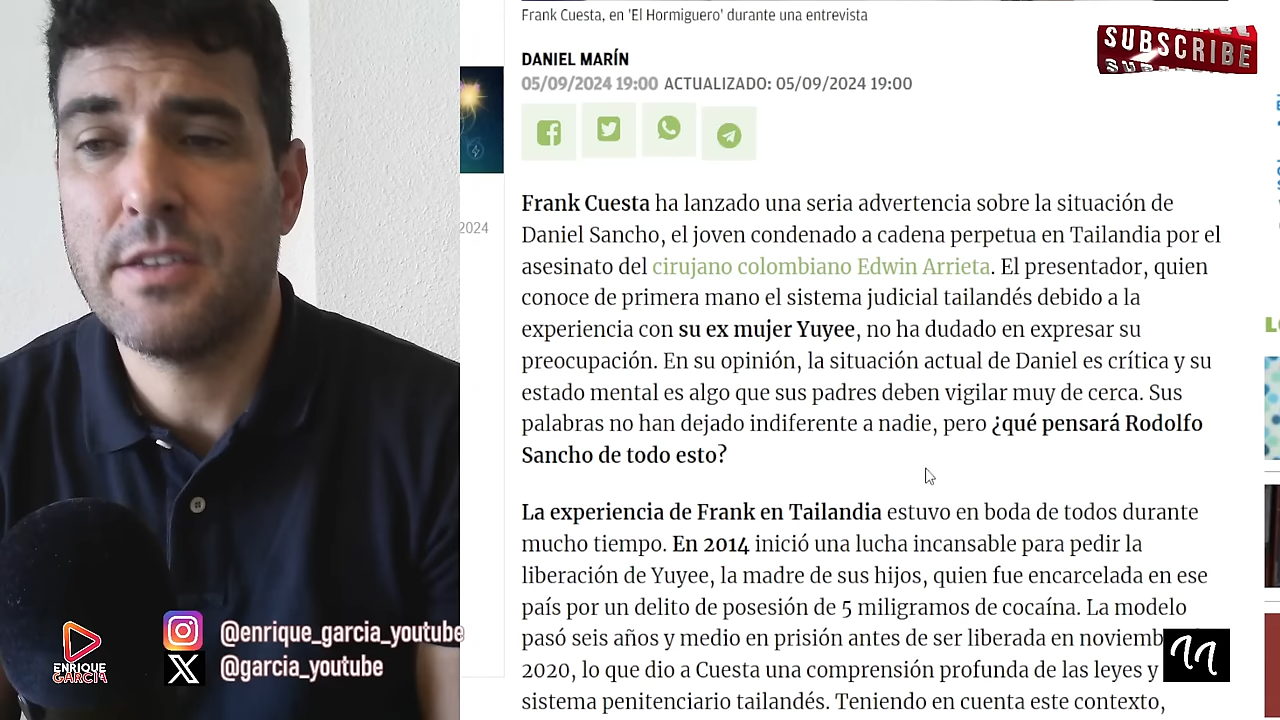 Frank Cuesta, en 'El Hormiguero' durante una entrevista
SUBSCRIBE
DANIEL MARÍN
05/09/2024 19:00 ACTUALIZADO: 05/09/2024 19:00
Frank Cuesta ha lanzado una seria advertencia sobre la situación de
2024
Daniel Sancho, el joven condenado a cadena perpetua en Tailandia por el
asesinato del cirujano colombiano Edwin Arrieta. El presentador, quien
conoce de primera mano el sistema judicial tailandés debido a la
experiencia con su ex mujer Yuyee, no ha dudado en expresar su
preocupación. En su opinión, la situación actual de Daniel es crítica y su
estado mental es algo que sus padres deben vigilar muy de cerca. Sus
palabras no han dejado indiferente a nadie, pero ¿qué pensará Rodolfo
Sancho de todo esto?
La experiencia de Frank en Tailandia estuvo en boda de todos durante
mucho tiempo. En 2014 inició una lucha incansable para pedir la
liberación de Yuyee, la madre de sus hijos, quien fue encarcelada en ese
país por un delito de posesión de 5 miligramos de cocaína. La modelo
pasó seis años y medio en prisión antes de ser liberada en noviemb
2020, lo que dio a Cuesta una comprensión profunda de las leyes y
sistema penitenciario tailandés. Teniendo en cuenta este contexto,
@enrique_garcia_youtube
@garcia_youtube
ENRIQUE
GARCIA